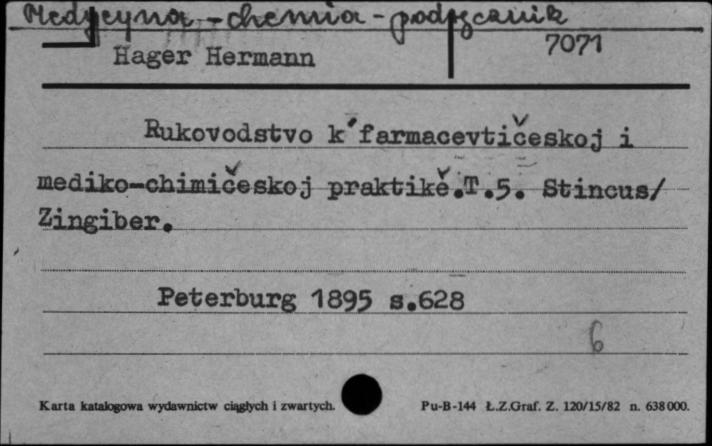 Medycyna - chemia - podręcznik
7071
Hager Hermann
Rukovodstvo k'farmacevtičeskoj i
mediko-chimičeskoj praktikě.T.5. Stincus/
Zingiber.
Peterburg 1895 s.628
6
Karta katalogowa wydawnictw ciągłych i zwartych.
Pu-B-144 Ł.Z.Graf. Z. 120/15/82 n. 638000.